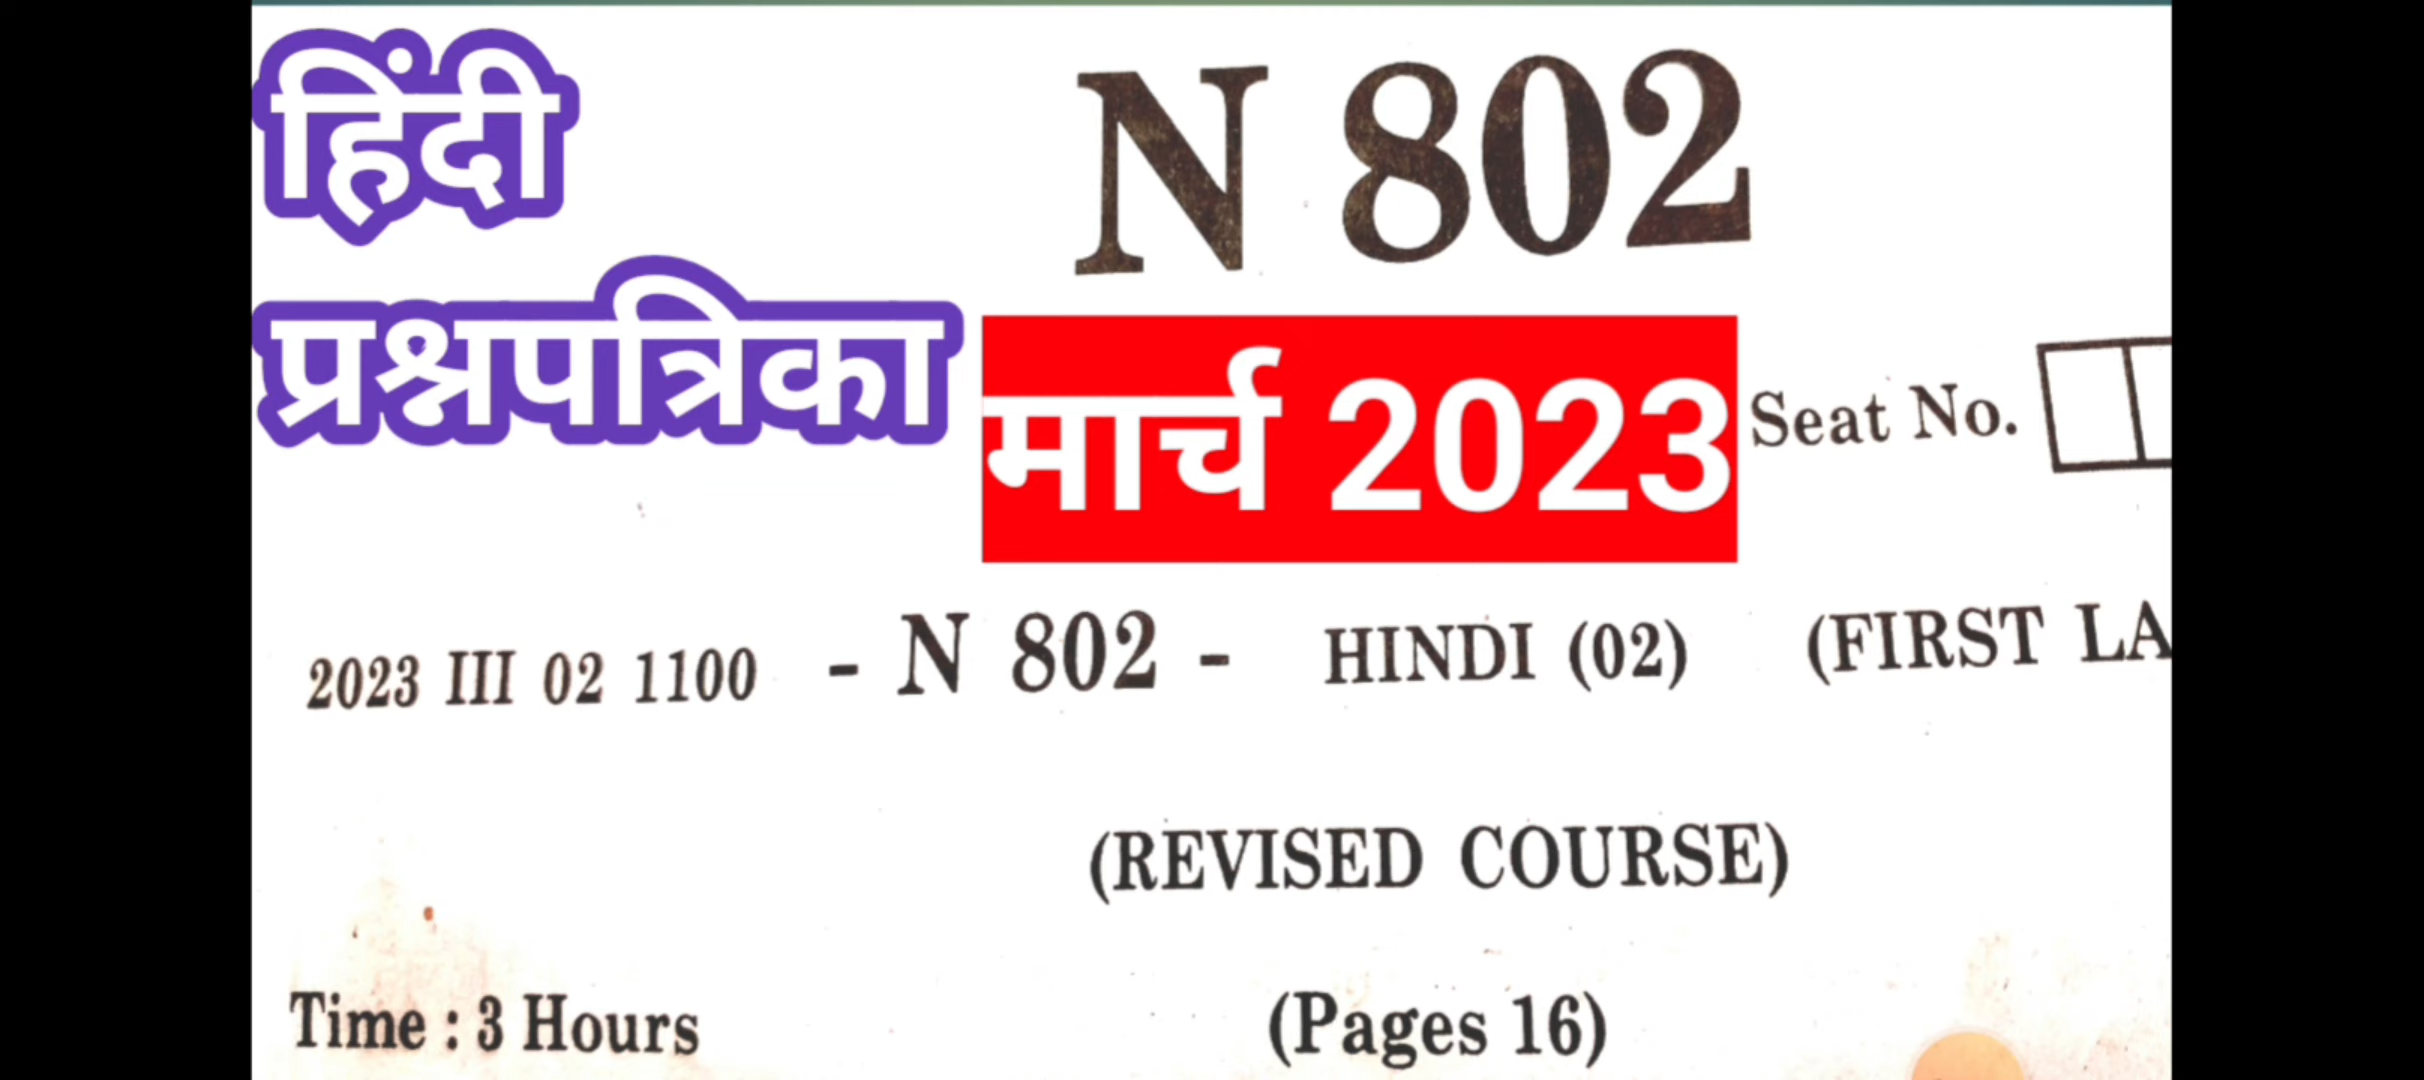 हिंदी
N 802
प्रश्नपत्रिका
मार्च 2023
Seat No.
2023 III 02 1100 - N 802 - HINDI (02) (FIRST LA
(REVISED COURSE)
Time : 3 Hours (Pages 16)